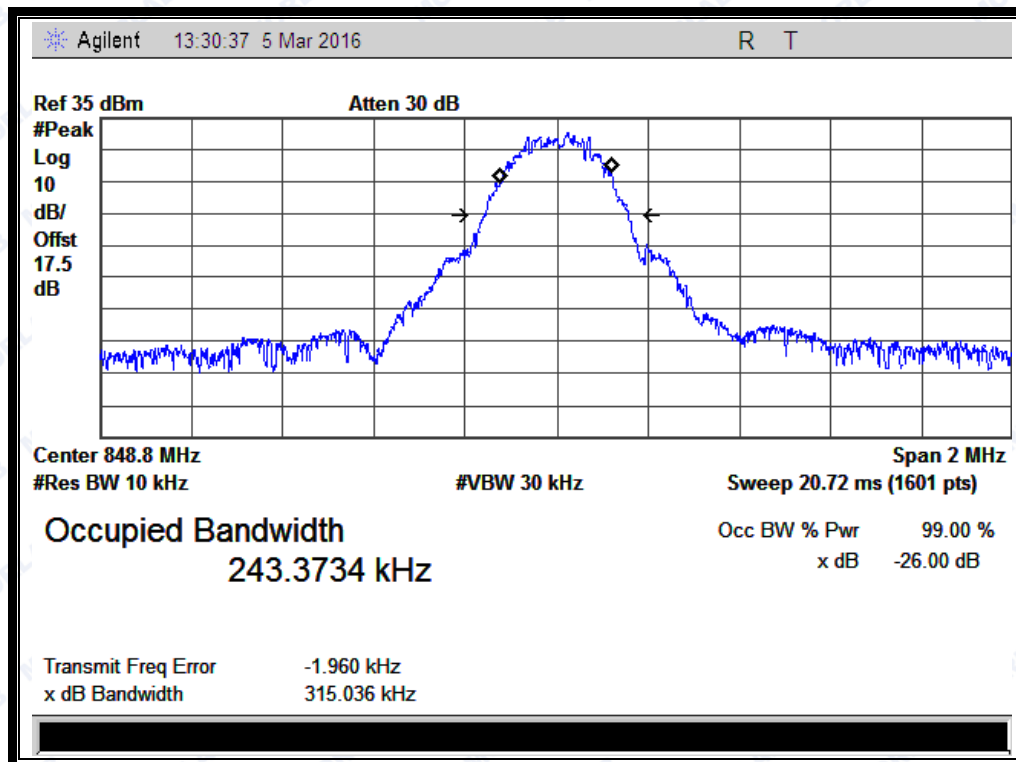 Agilent 13:30:37 5 Mar 2016 R T
Ref 35 dBm Atten 30 dB
#Peak
Log
10
dB/
Offst
17.5
dB
Center 848.8 MHz Span 2 MHz
#Res BW 10 kHz #VBW 30 kHz Sweep 20.72 ms (1601 pts)
Occupied Bandwidth Occ BW % Pwr 99.00 %
243.3734 kHz x dB -26.00 dB
Transmit Freq Error -1.960 kHz
x dB Bandwidth 315.036 kHz